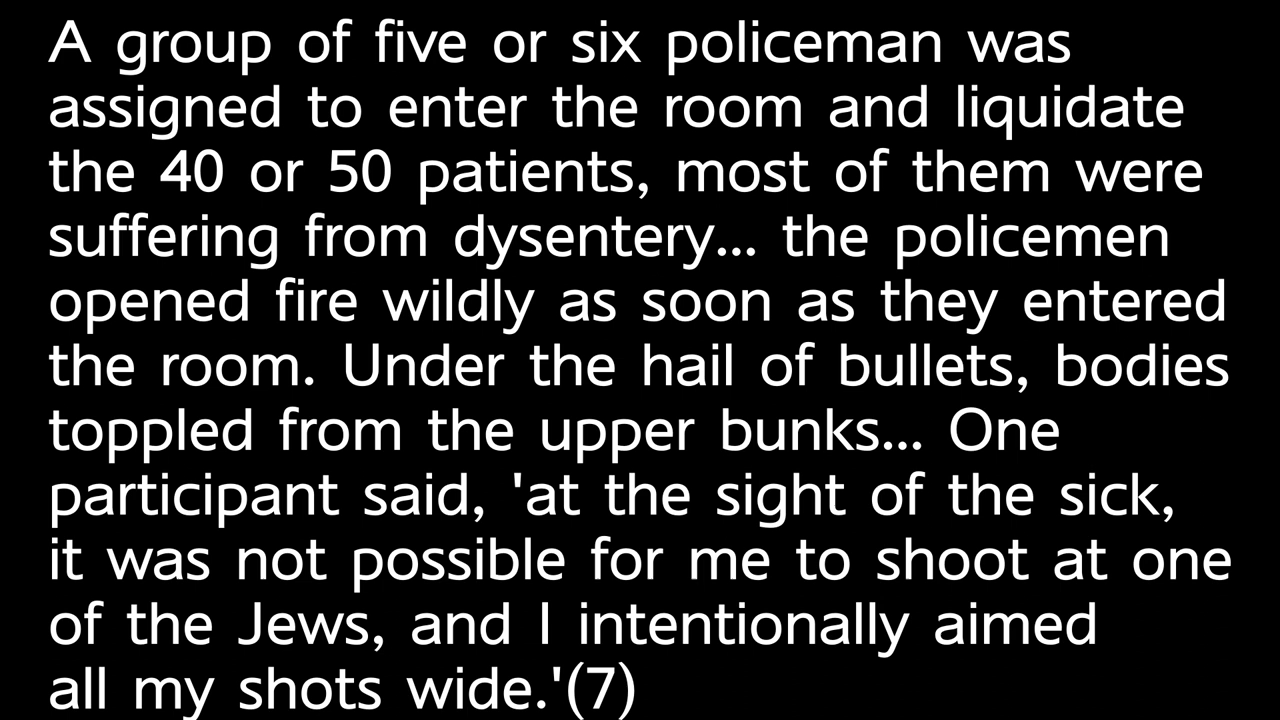 A group of five or six policeman was
assigned to enter the room and liquidate
the 40 or 50 patients, most of them were
suffering from dysentery... the policemen
opened fire wildly as soon as they entered
the room. Under the hail of bullets, bodies
toppled from the upper bunks... One
participant said, 'at the sight of the sick,
it was not possible for me to shoot at one
of the Jews, and I intentionally aimed
all my shots wide.'(7)